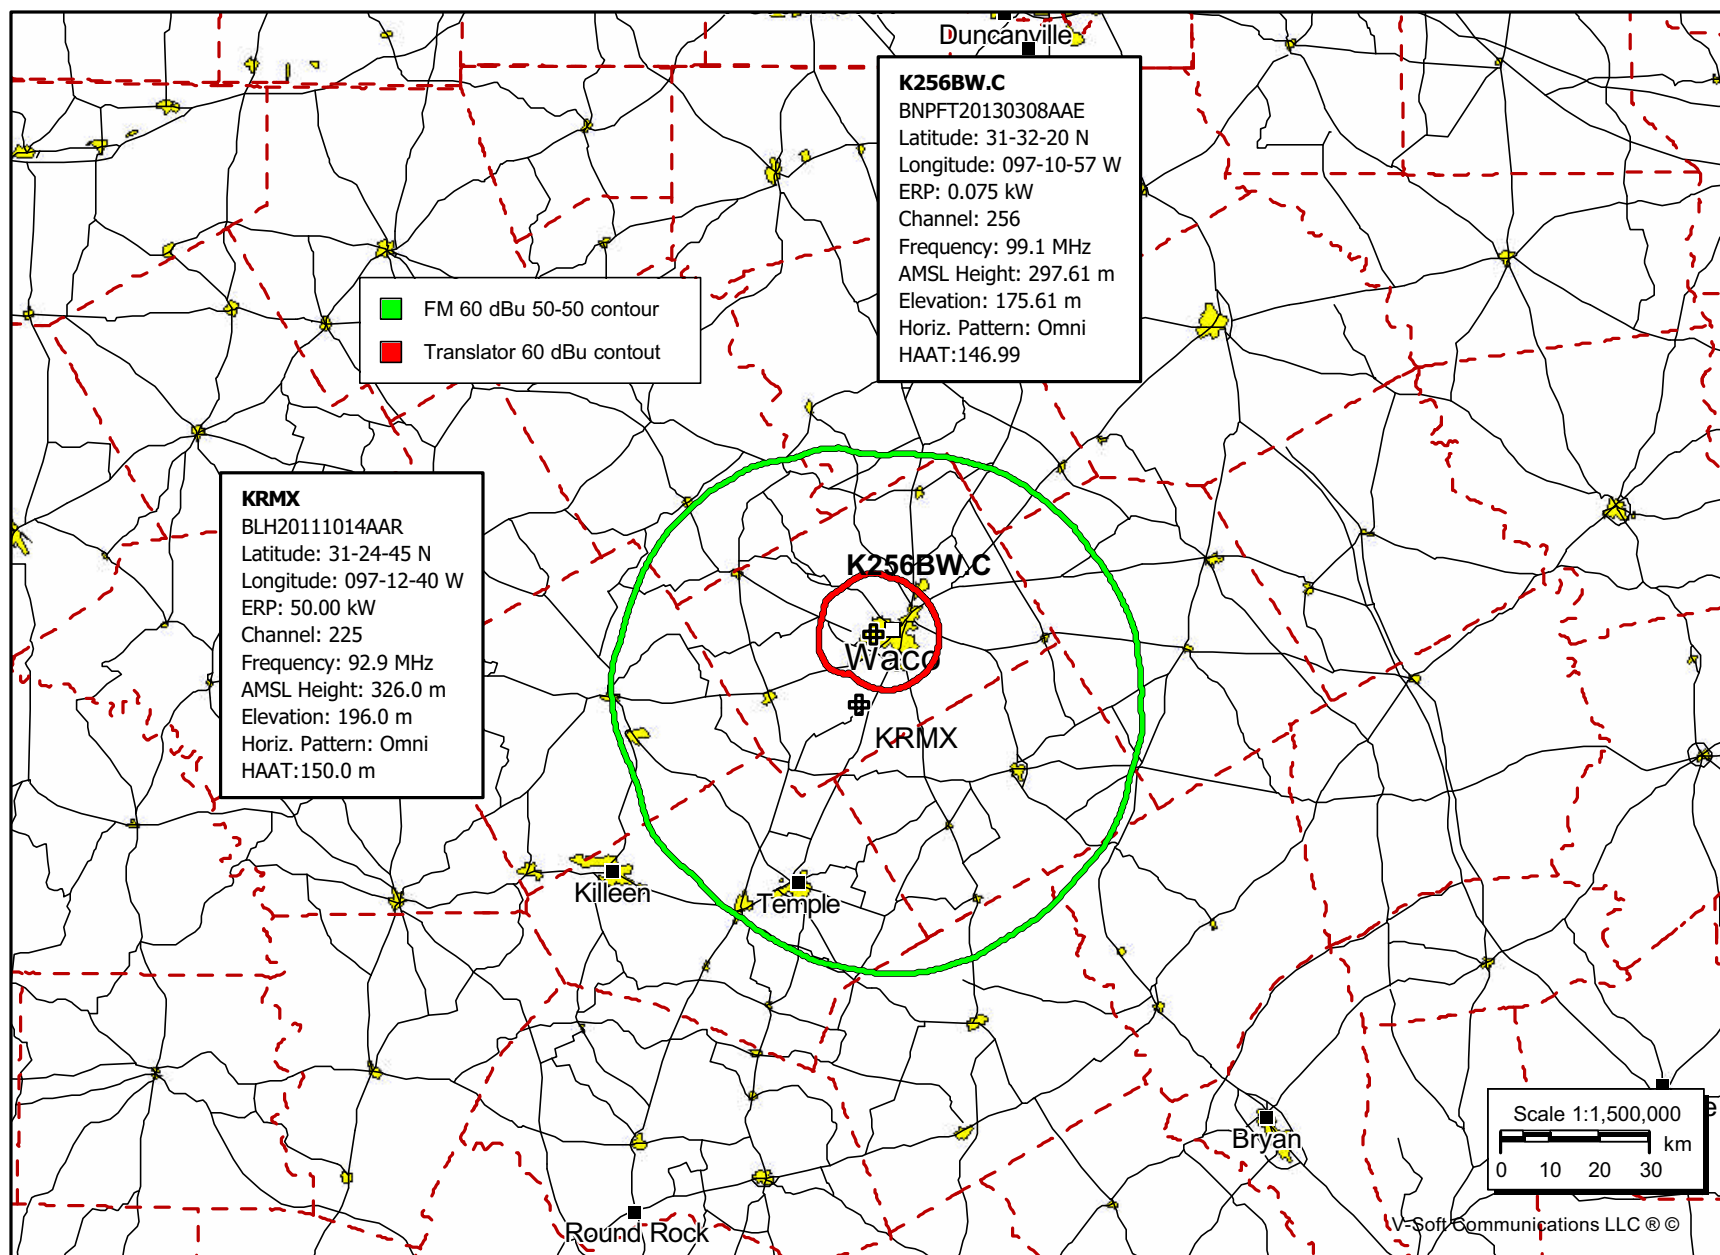 Duncanville
K256BW.C
BNPFT20130308AAE
Latitude: 31-32-20 N
Longitude: 097-10-57 W
ERP: 0.075 kW
Channel: 256
Frequency: 99.1 MHz
AMSL Height: 297.61 m
Elevation: 175.61 m
Horiz. Pattern: Omni
HAAT:146.99
FM 60 dBu 50-50 contour
Translator 60 dBu contout
KRMX
BLH20111014AAR
Latitude: 31-24-45 N
Longitude: 097-12-40 W
ERP: 50.00 kW
Channel: 225
Frequency: 92.9 MHz
AMSL Height: 326.0 m
Elevation: 196.0 m
Horiz. Pattern: Omni
HAAT:150.0 m
K256BW.C
Waco
KRMX
Killeen
Temple
Bryan
Round Rock
Scale 1:1,500,000
km
0 10 20 30
V-Soft Communications LLC ® ©